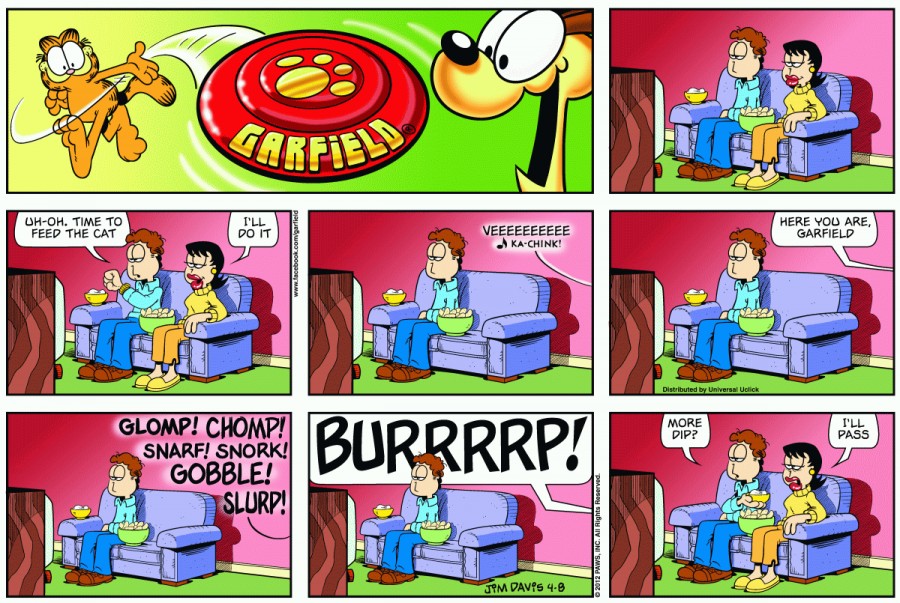 GARFIELD®
UH-OH. TIME TO
FEED THE CAT
I'LL
DO IT
www.facebook.com/garfield
VEEEEEEEEEEE
♪ KA-CHINK!
HERE YOU ARE,
GARFIELD
Distributed by Universal Uclick
GLOMP! CHOMP!
SNARF! SNORK!
GOBBLE!
SLURP!
BURRRRRP!
JIM DAVIS 4-8
© 2012 PAWS, INC. All Rights Reserved.
MORE
DIP?
I'LL
PASS